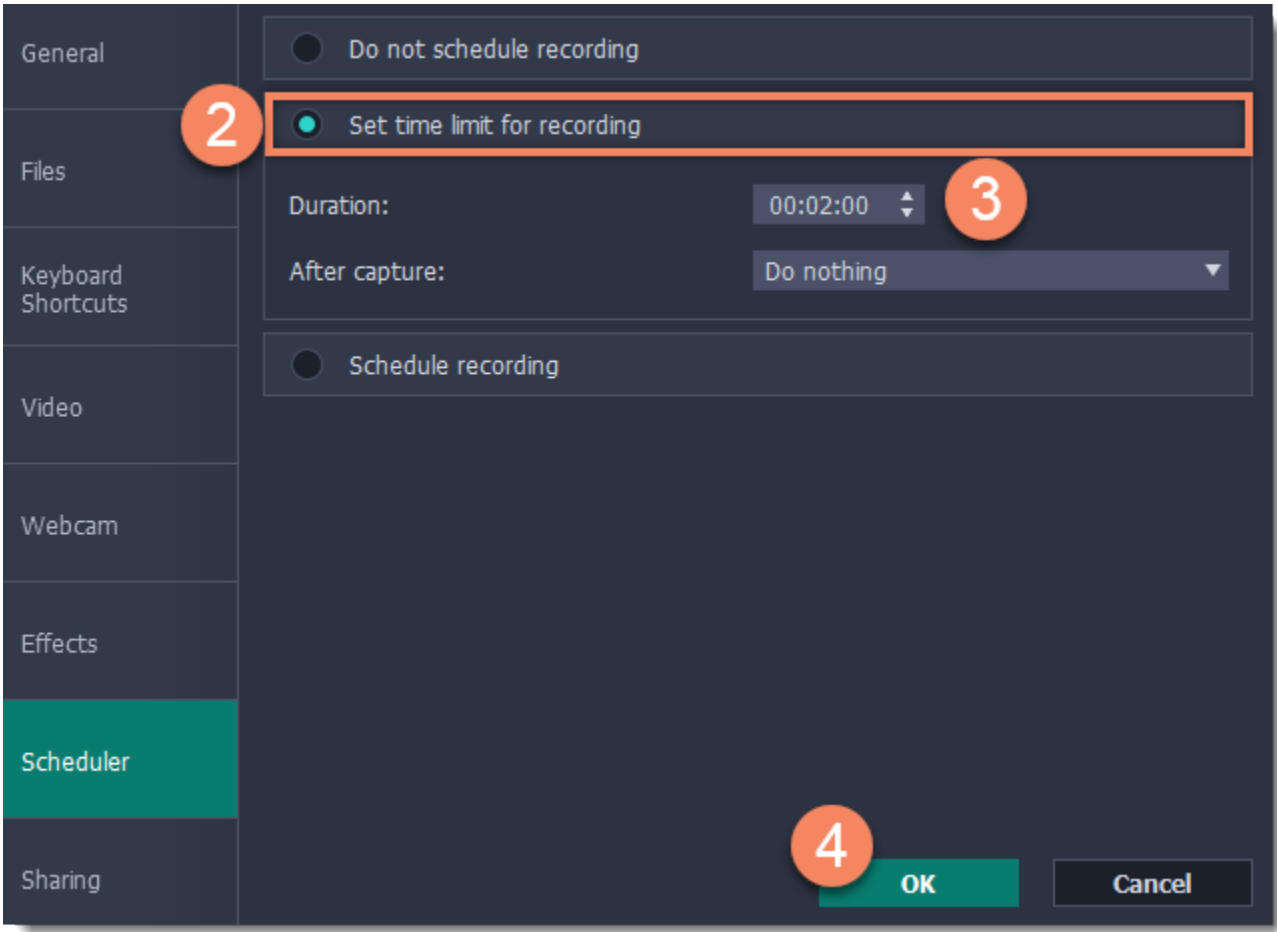 General
Files
Keyboard
Shortcuts
Video
Webcam
Effects
Scheduler
Sharing
Do not schedule recording
2
Set time limit for recording
Duration:
00:02:00
3
After capture:
Do nothing
Schedule recording
4
OK
Cancel